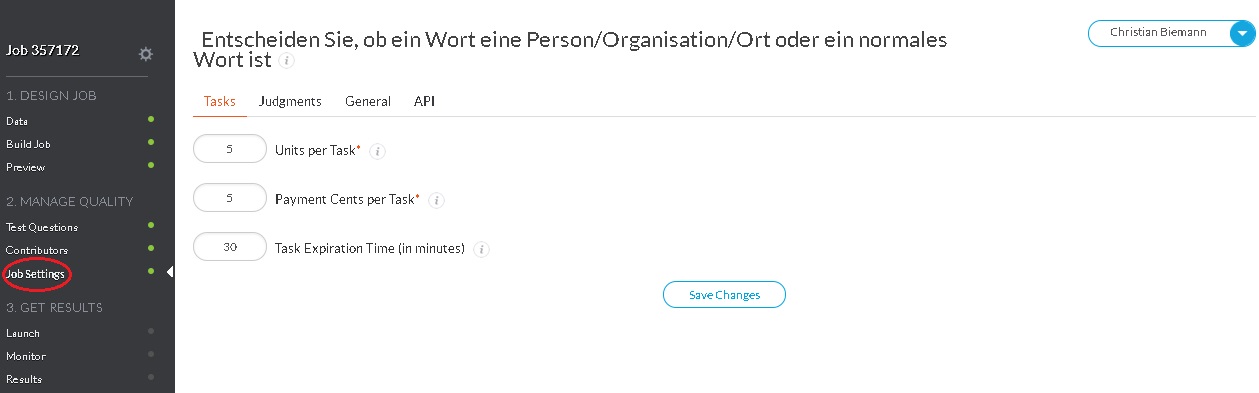 Job 357172
1. DESIGN JOB
Data
Build Job
Preview
2. MANAGE QUALITY
Test Questions
Contributors
Job Settings
3. GET RESULTS
Launch
Monitor
Results
Entscheiden Sie, ob ein Wort eine Person/Organisation/Ort oder ein normales
Wort ist i
Christian Biemann
Tasks Judgments General API
5 Units per Task* i
5 Payment Cents per Task* i
30 Task Expiration Time (in minutes) i
Save Changes